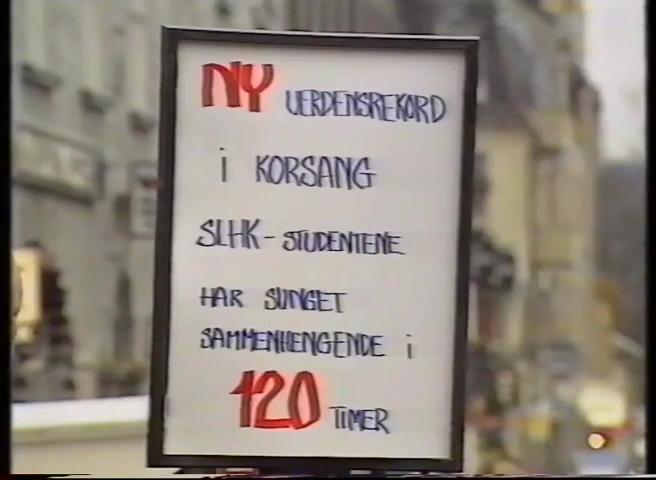 NY VERDENSREKORD
i KORSANG
SLHK - STUDENTENE
HAR SUNGET
SAMMENHENGENDE i
120 TIMER